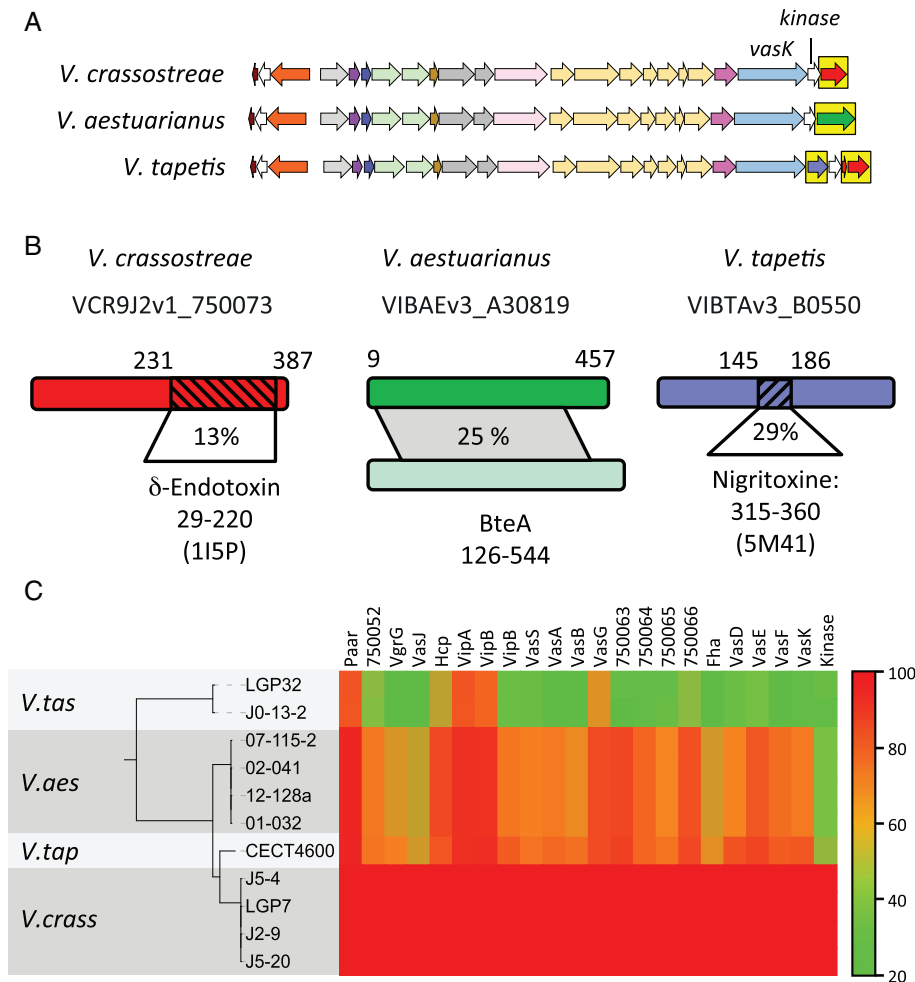 A
kinase
vasK
V. crassostreae
V. aestuarianus
V. tapetis
B
V. crassostreae
V. aestuarianus
V. tapetis
VCR9J2v1_750073
VIBAEv3_A30819
VIBTAv3_B0550
231 387
9 457
145 186
13%
25 %
29%
δ-Endotoxin
29-220
(1I5P)
BteA
126-544
Nigritoxine:
315-360
(5M41)
C
Paar
750052
VgrG
VasJ
Hcp
VipA
VipB
VipB
VasS
VasA
VasB
VasG
750063
750064
750065
750066
Fha
VasD
VasE
VasF
VasK
Kinase
V.tas
LGP32
J0-13-2
V.aes
07-115-2
02-041
12-128a
01-032
V.tap
CECT4600
V.crass
J5-4
LGP7
J2-9
J5-20
100
80
60
40
20